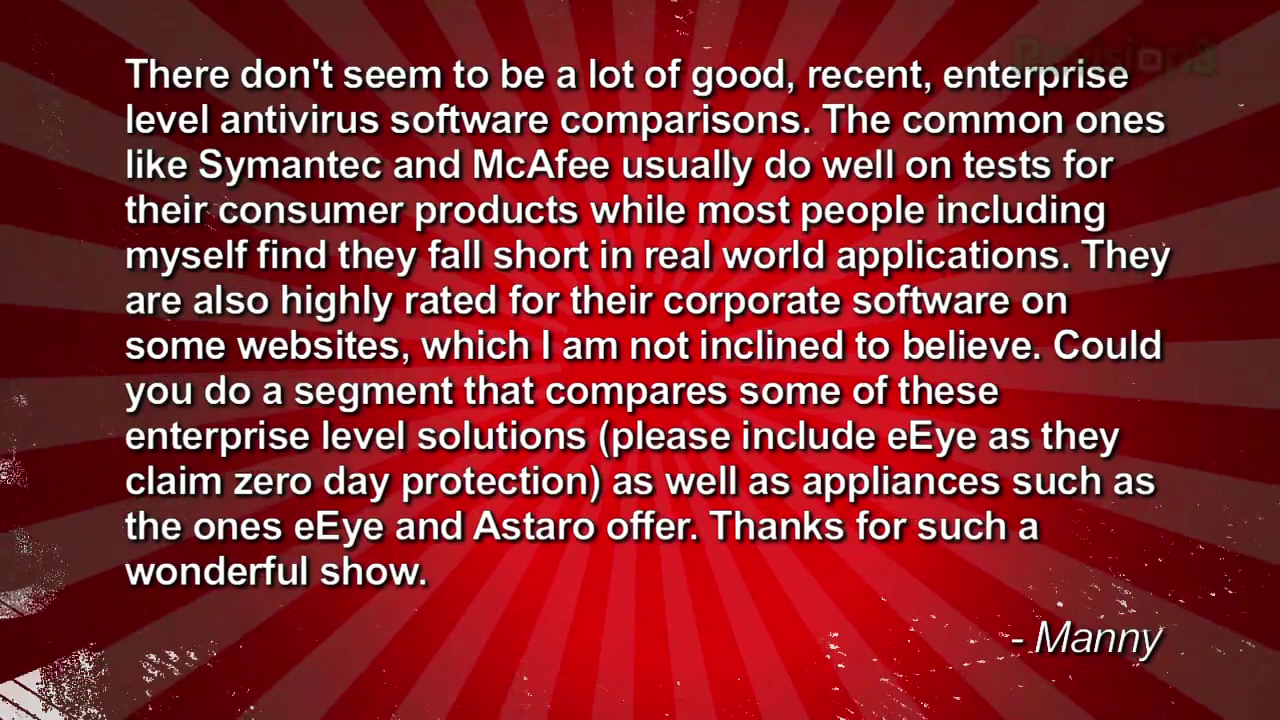 There don't seem to be a lot of good, recent, enterprise
level antivirus software comparisons. The common ones
like Symantec and McAfee usually do well on tests for
their consumer products while most people including
myself find they fall short in real world applications. They
are also highly rated for their corporate software on
some websites, which I am not inclined to believe. Could
you do a segment that compares some of these
enterprise level solutions (please include eEye as they
claim zero day protection) as well as appliances such as
the ones eEye and Astaro offer. Thanks for such a
wonderful show.
- Manny